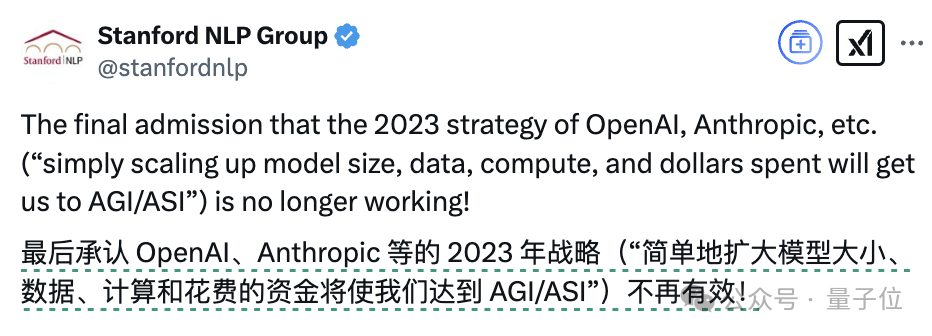 Stanford NLP Group
@stanfordnlp
The final admission that the 2023 strategy of OpenAI, Anthropic, etc.
(“simply scaling up model size, data, compute, and dollars spent will get
us to AGI/ASI”) is no longer working!
最后承认 OpenAI、Anthropic 等的 2023 年战略（“简单地扩大模型大小、
数据、计算和花费的资金将使我们达到 AGI/ASI”）不再有效！
公众号 · 量子位
Stanford NLP